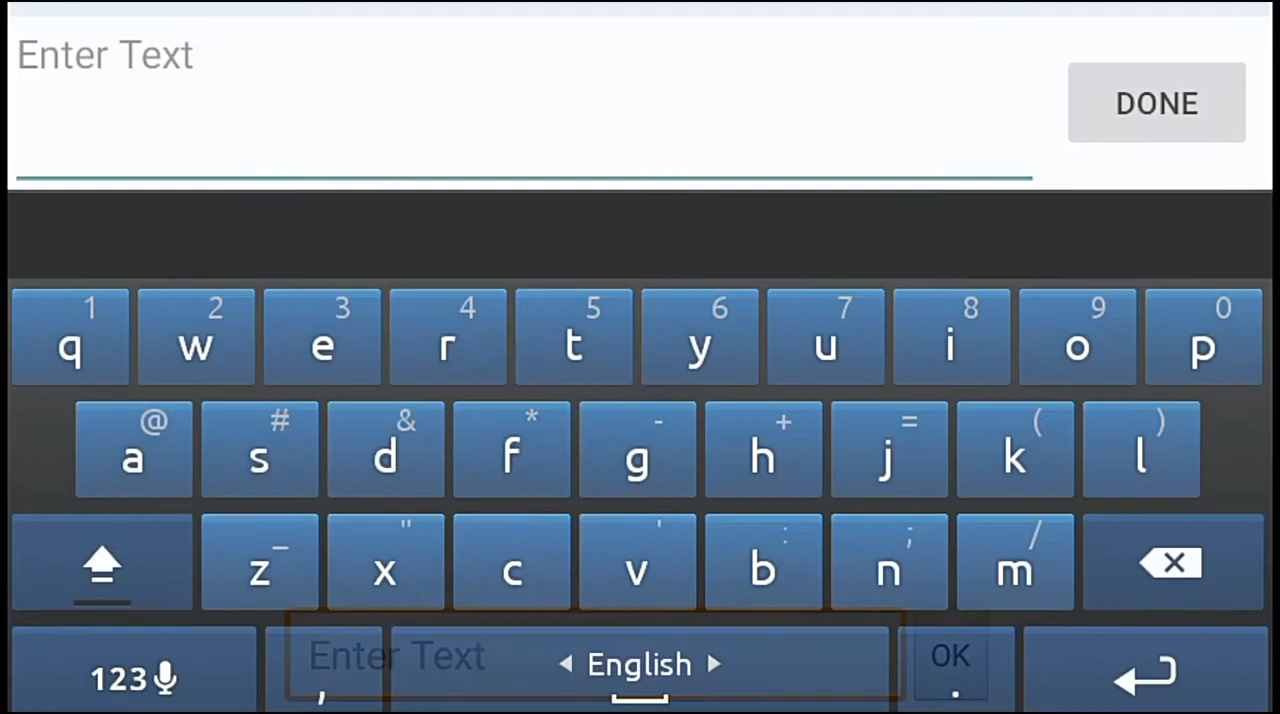 Enter Text
DONE
1 2 3 4 5 6 7 8 9 0
q w e r t y u i o p
@ # & * - + = ( )
a s d f g h j k l
_ " ' : ; /
z x c v b n m
Enter Text English OK
123 , .